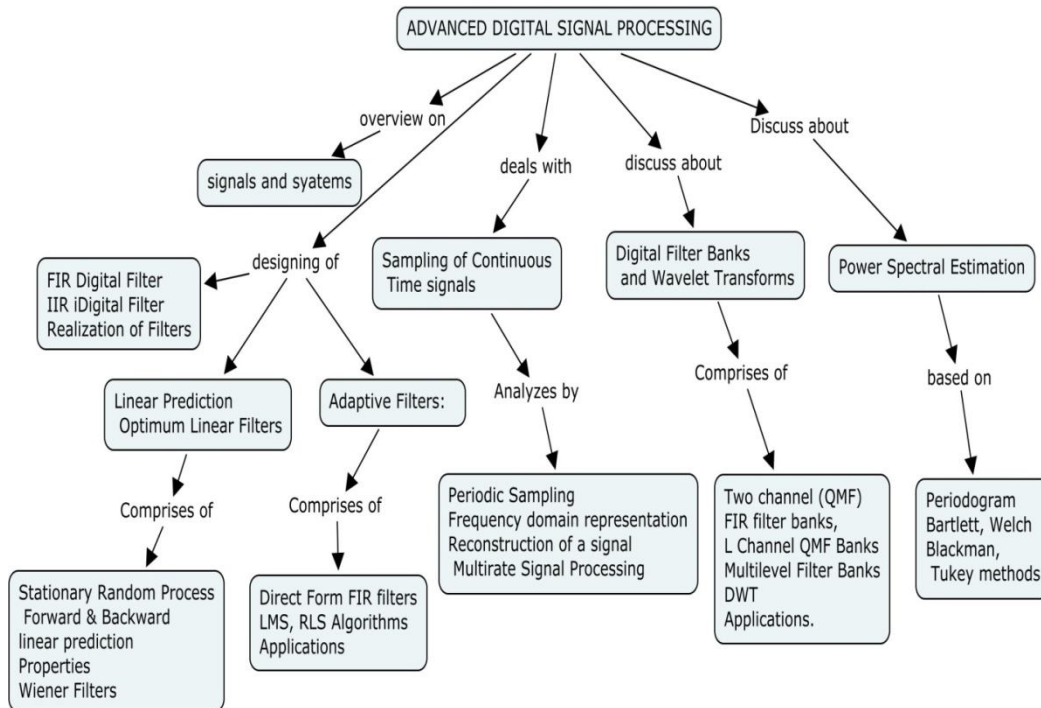 ADVANCED DIGITAL SIGNAL PROCESSING
overview on
Discuss about
deals with
discuss about
signals and syatems
designing of
FIR Digital Filter
IIR iDigital Filter
Realization of Filters
Sampling of Continuous
Time signals
Digital Filter Banks
and Wavelet Transforms
Power Spectral Estimation
Linear Prediction
Optimum Linear Filters
Adaptive Filters:
Analyzes by
Comprises of
based on
Comprises of
Comprises of
Periodic Sampling
Frequency domain representation
Reconstruction of a signal
Multirate Signal Processing
Two channel (QMF)
FIR filter banks,
L Channel QMF Banks
Multilevel Filter Banks
DWT
Applications.
Periodogram
Bartlett, Welch
Blackman,
Tukey methods
Stationary Random Process
Forward & Backward
linear prediction
Properties
Wiener Filters
Direct Form FIR filters
LMS, RLS Algorithms
Applications